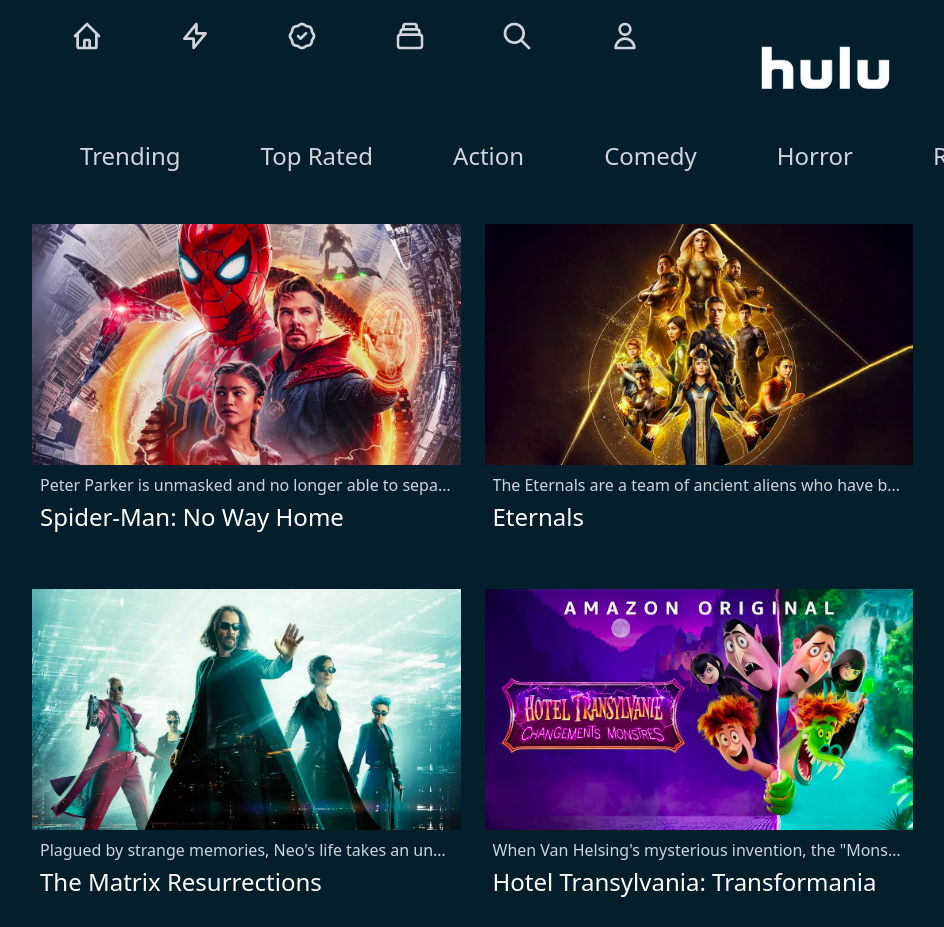 hulu
Trending Top Rated Action Comedy Horror R
Peter Parker is unmasked and no longer able to sepa...
Spider-Man: No Way Home
The Eternals are a team of ancient aliens who have b...
Eternals
AMAZON ORIGINAL
HOTEL TRANSYLVANIE
CHANGEMENTS MONSTRES
Plagued by strange memories, Neo's life takes an un...
The Matrix Resurrections
When Van Helsing's mysterious invention, the "Mons...
Hotel Transylvania: Transformania